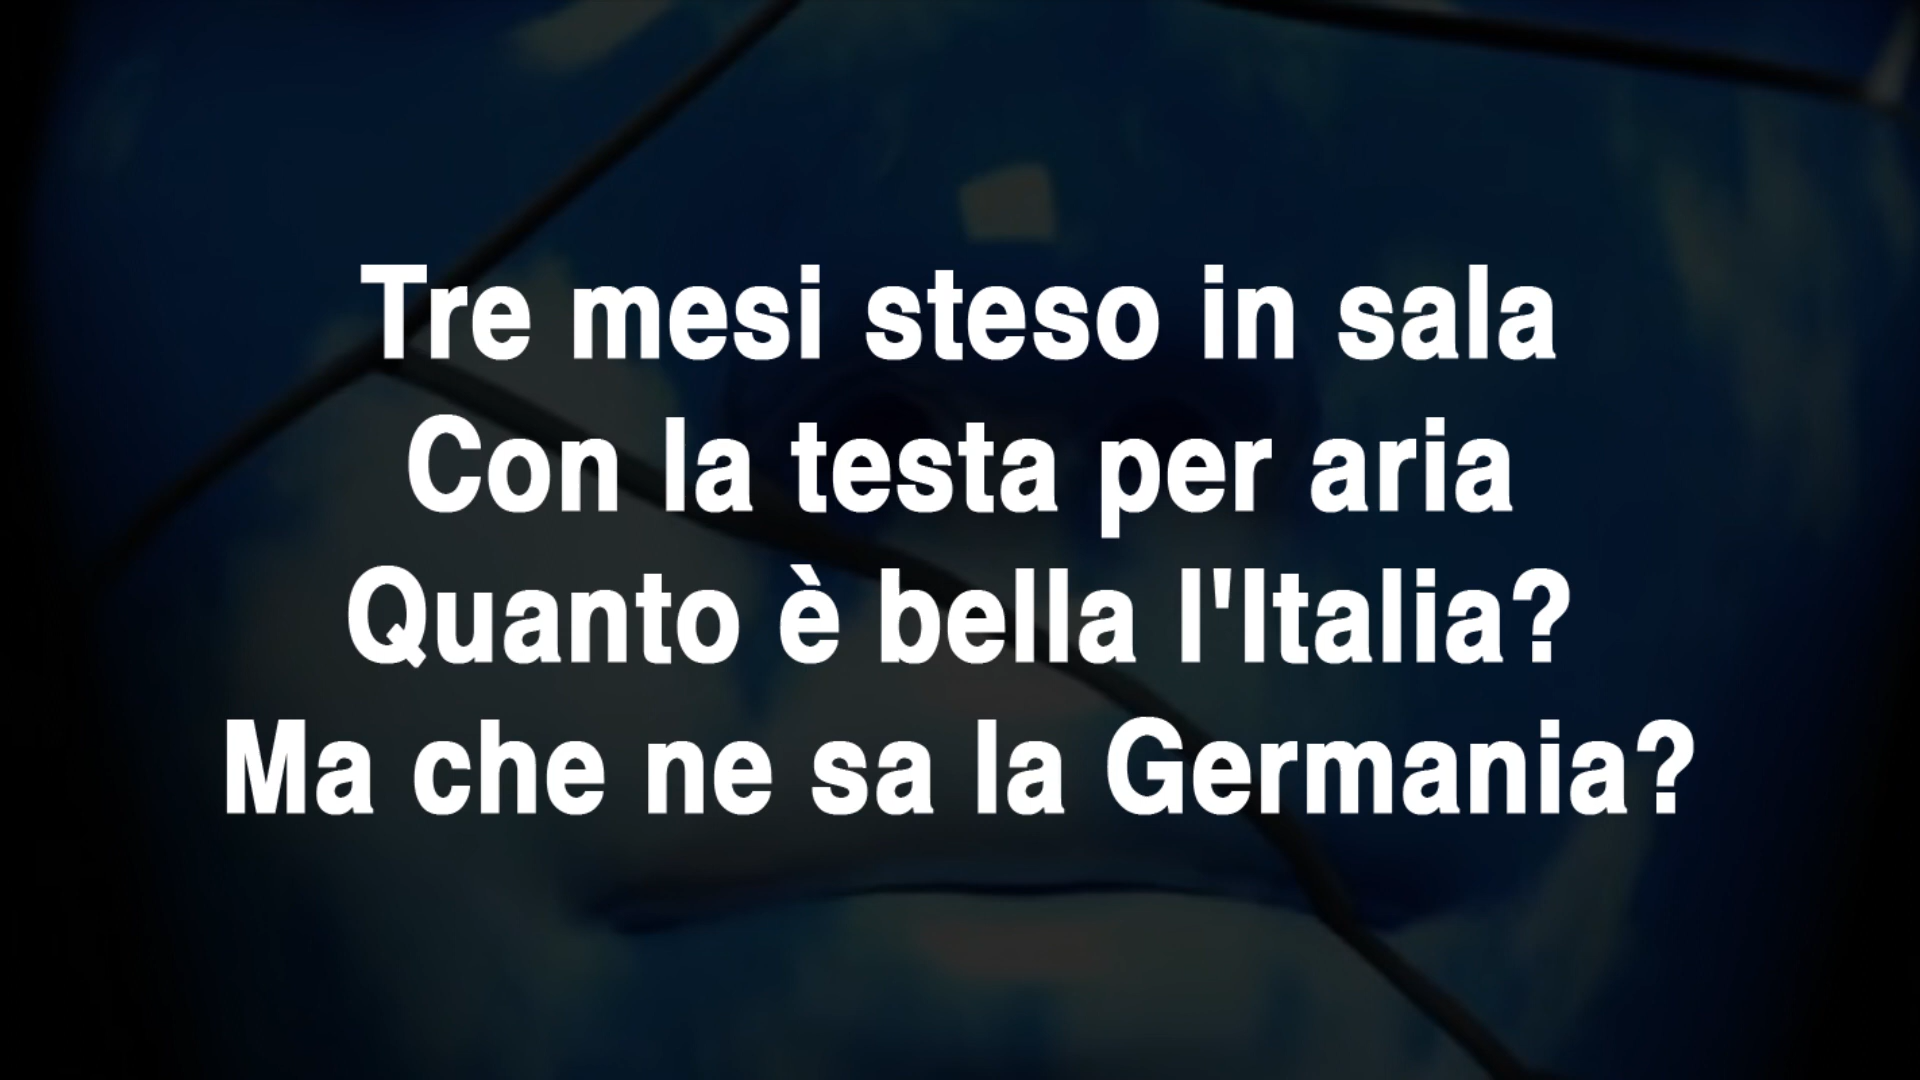 Tre mesi steso in sala
Con la testa per aria
Quanto è bella l'Italia?
Ma che ne sa la Germania?